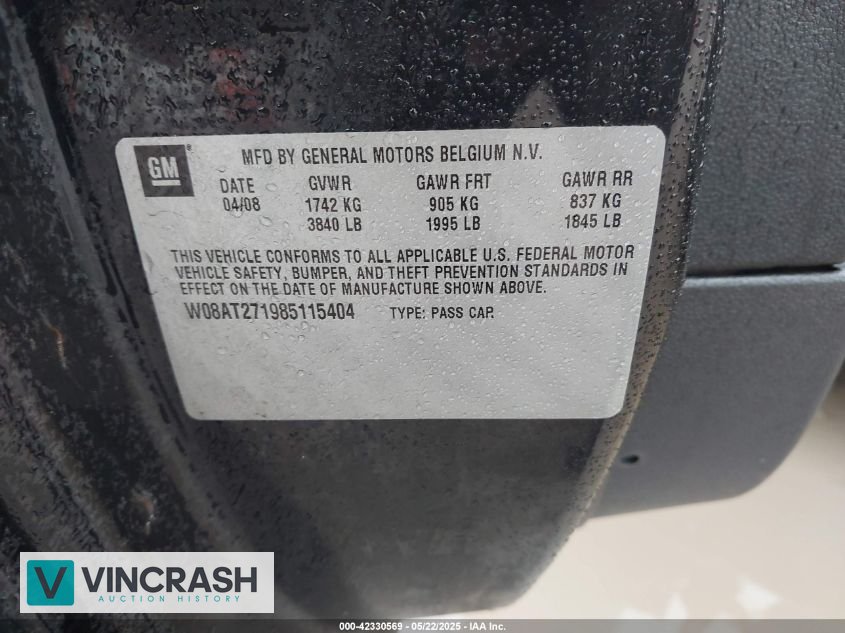 GM ®
MFD BY GENERAL MOTORS BELGIUM N.V.
DATE GVWR GAWR FRT GAWR RR
04/08 1742 KG 905 KG 837 KG
3840 LB 1995 LB 1845 LB
THIS VEHICLE CONFORMS TO ALL APPLICABLE U.S. FEDERAL MOTOR
VEHICLE SAFETY, BUMPER, AND THEFT PREVENTION STANDARDS IN
EFFECT ON THE DATE OF MANUFACTURE SHOWN ABOVE.
W08AT271985115404 TYPE: PASS CAR
V VINCRASH
AUCTION HISTORY
000-42330569 - 05/22/2025 - IAA Inc.